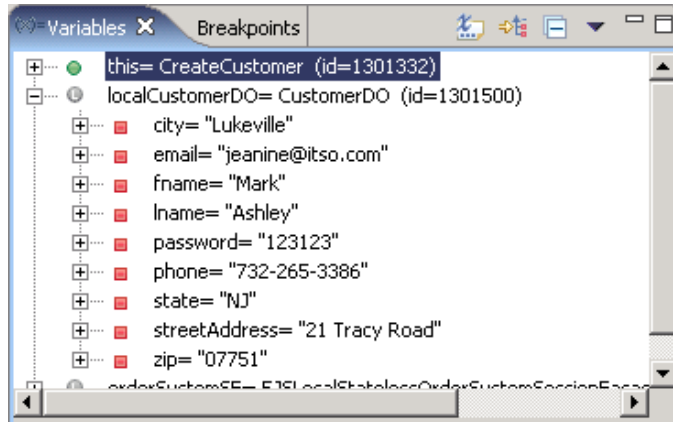 (x)= Variables Breakpoints
this= CreateCustomer (id=1301332)
localCustomerDO= CustomerDO (id=1301500)
city= "Lukeville"
email= "jeanine@itso.com"
fname= "Mark"
lname= "Ashley"
password= "123123"
phone= "732-265-3386"
state= "NJ"
streetAddress= "21 Tracy Road"
zip= "07751"